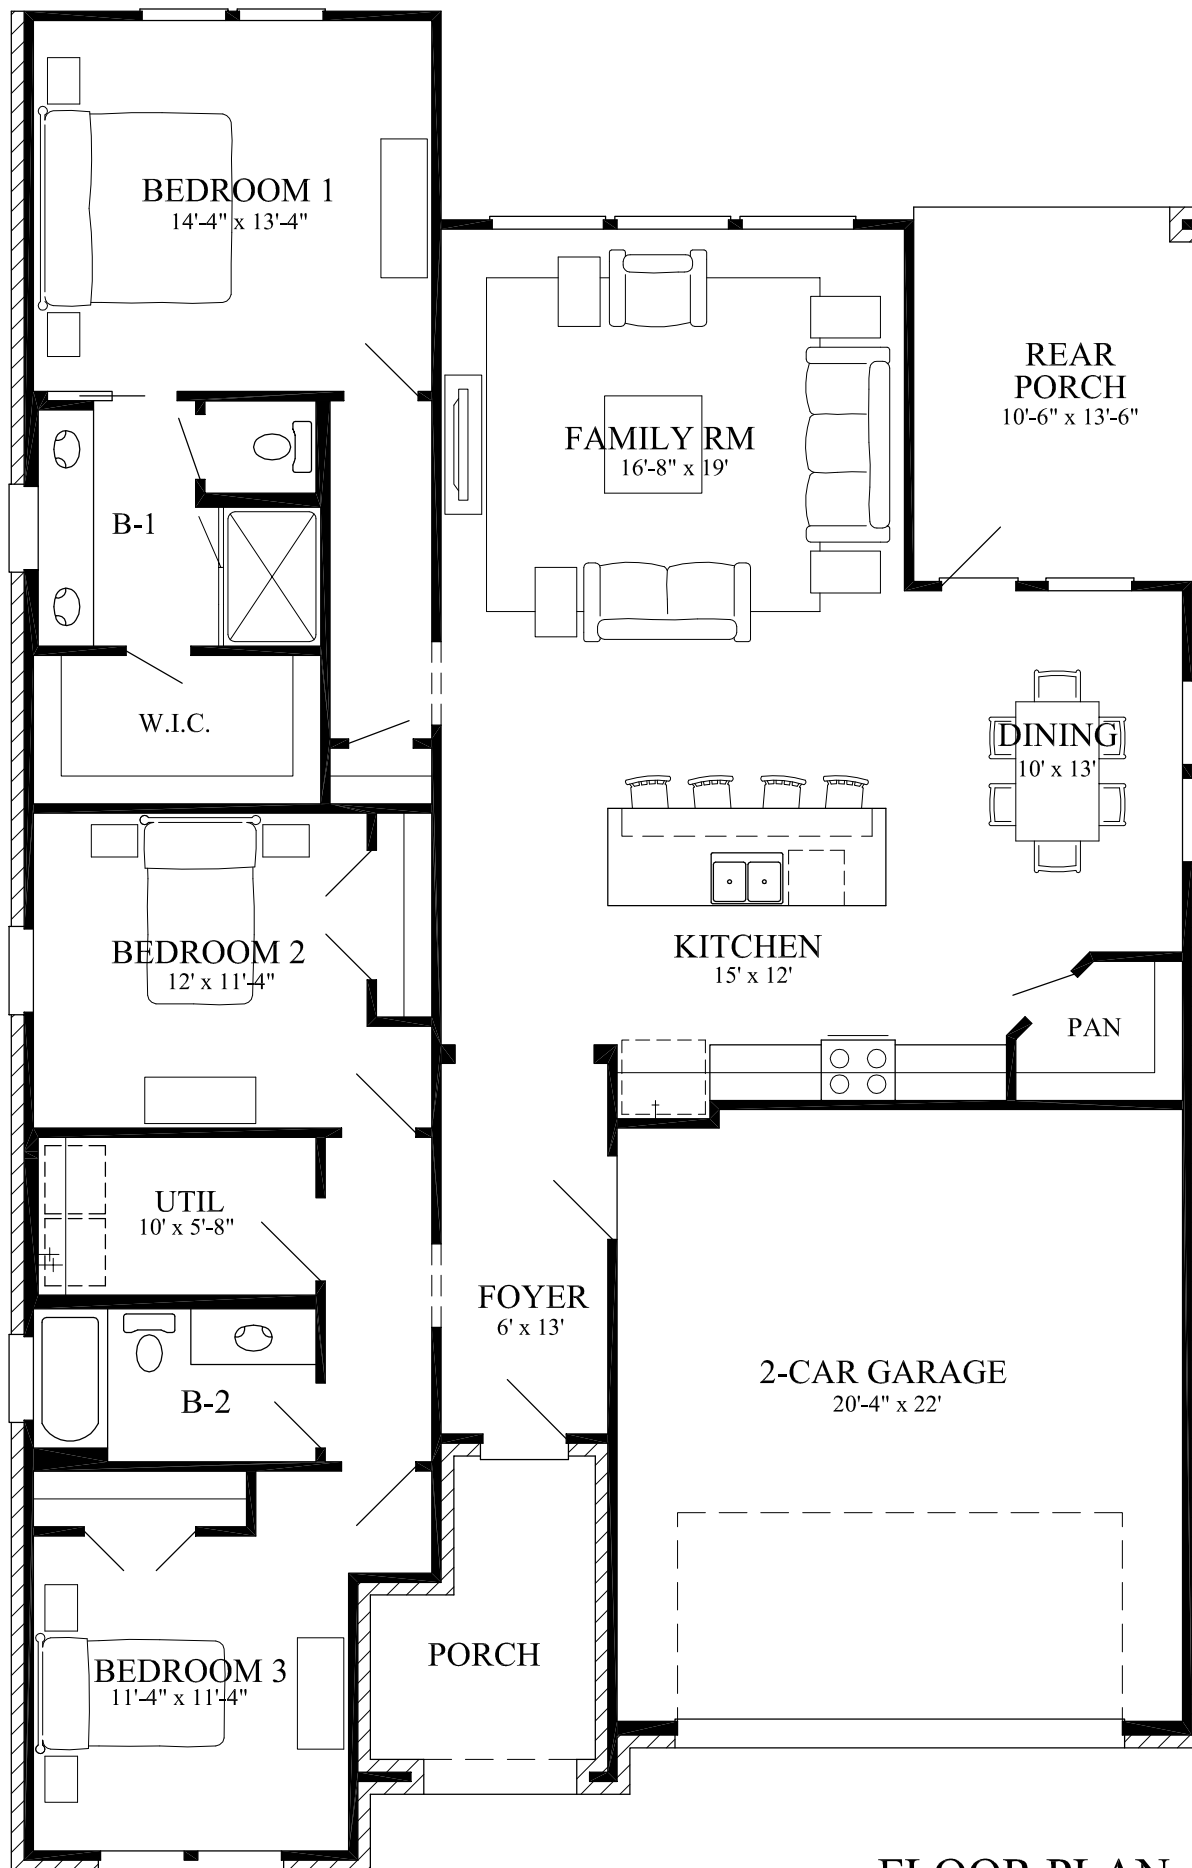 BEDROOM 1
14'-4" x 13'-4"
REAR
PORCH
10'-6" x 13'-6"
FAMILY RM
16'-8" x 19'
B-1
W.I.C.
DINING
10' x 13'
BEDROOM 2
12' x 11'-4"
KITCHEN
15' x 12'
PAN
UTIL
10' x 5'-8"
FOYER
6' x 13'
2-CAR GARAGE
20'-4" x 22'
B-2
PORCH
BEDROOM 3
11'-4" x 11'-4"
FLOOR PLAN